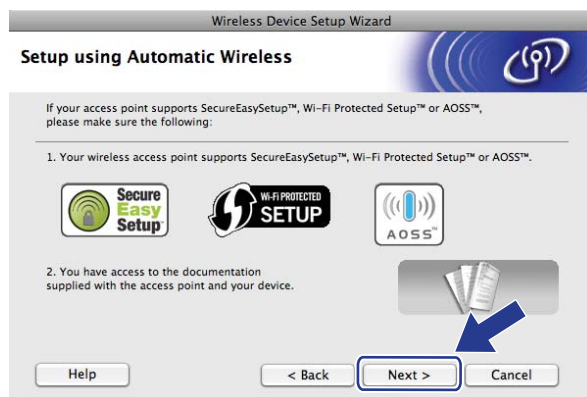 Wireless Device Setup Wizard
Setup using Automatic Wireless
If your access point supports SecureEasySetup™, Wi-Fi Protected Setup™ or AOSS™,
please make sure the following:
1. Your wireless access point supports SecureEasySetup™, Wi-Fi Protected Setup™ or AOSS™.
Secure
Easy
Setup™
WI-FI PROTECTED
SETUP
AOSS™
2. You have access to the documentation
supplied with the access point and your device.
Help
< Back
Next >
Cancel